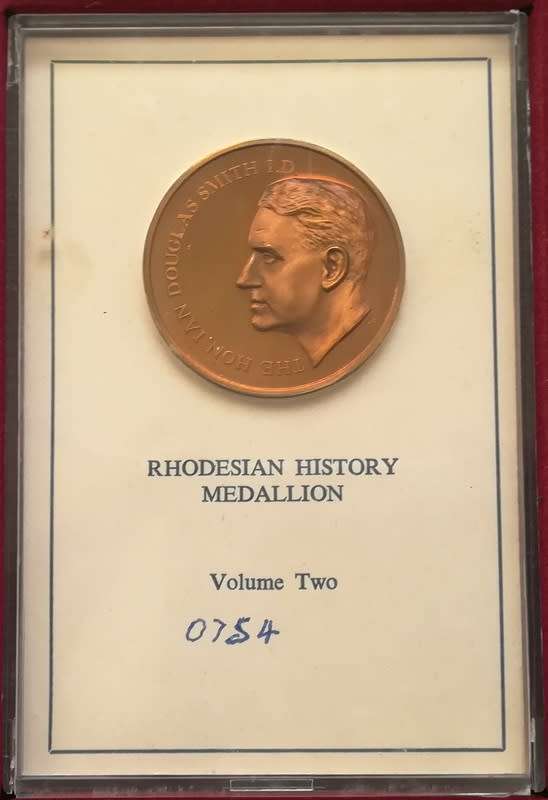 THE HON. IAN DOUGLAS SMITH I.D.
RHODESIAN HISTORY
MEDALLION
Volume Two
0754